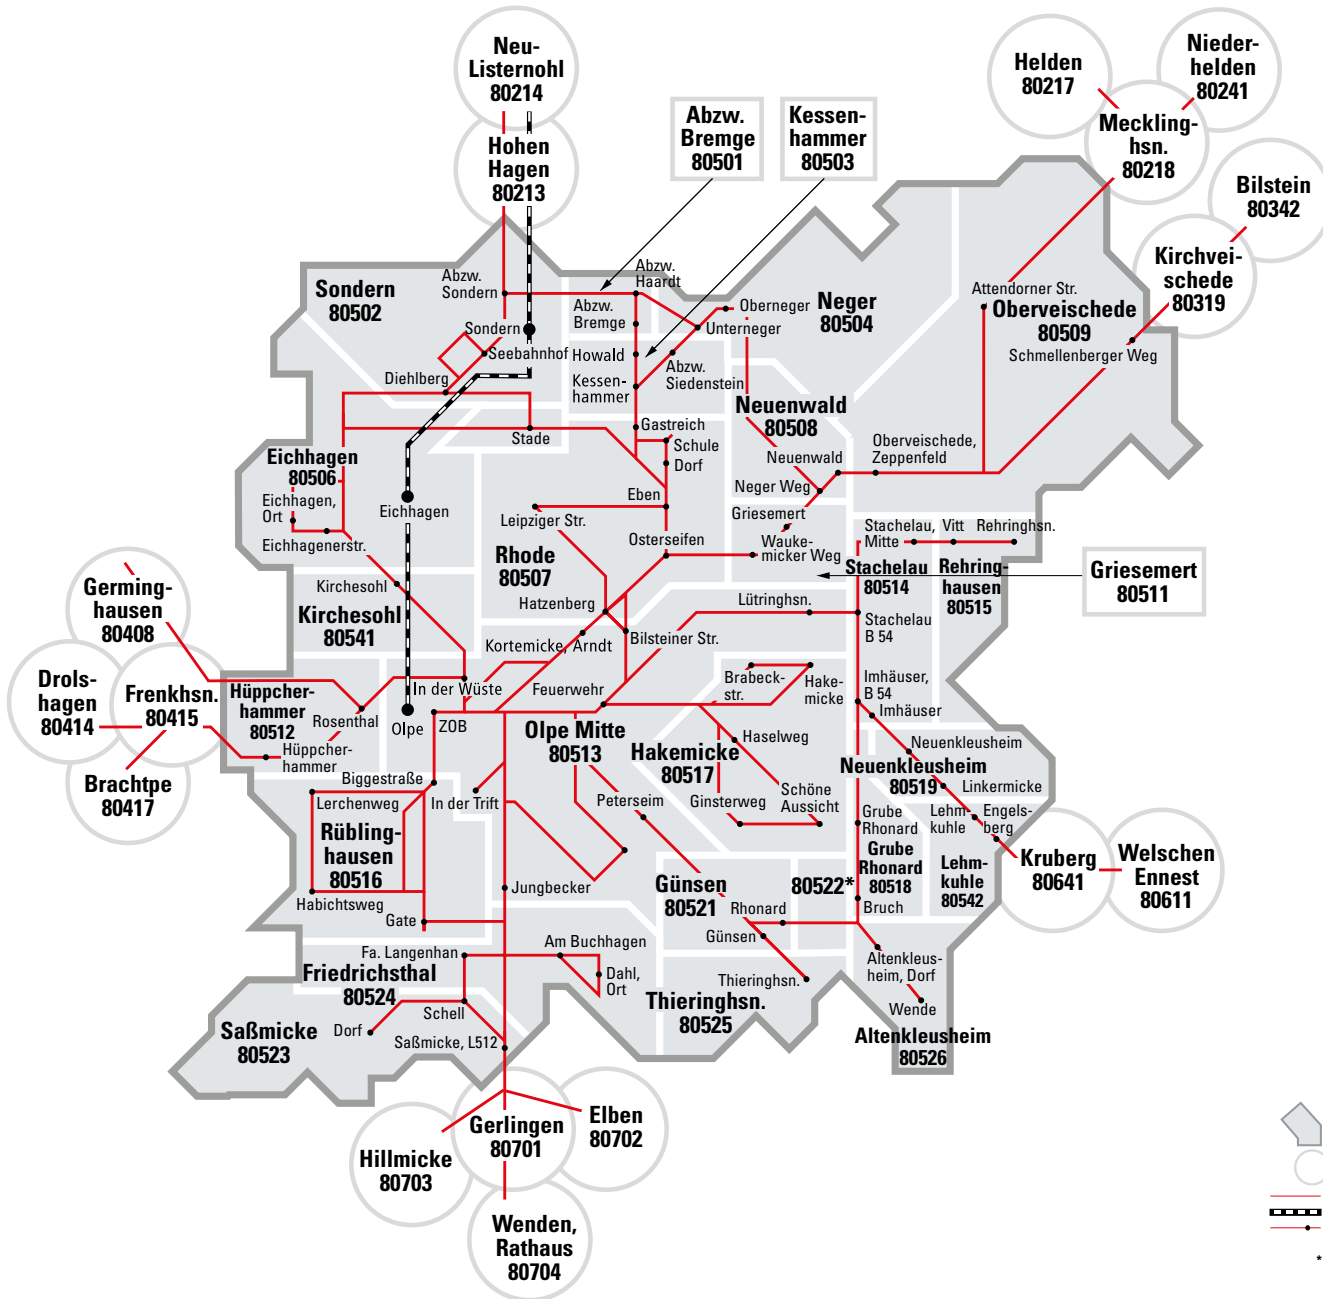 Neu-
Listernohl
80214
Hohen
Hagen
80213
Abzw.
Bremge
80501
Kessen-
hammer
80503
Helden
80217
Nieder-
helden
80241
Meckling-
hsn.
80218
Bilstein
80342
Kirchvei-
schede
80319
Sondern
80502
Abzw.
Sondern
Sondern
Seebahnhof
Diehlberg
Abzw.
Haardt
Abzw.
Bremge
Howald
Kessen-
hammer
Oberneger
Unterneger
Abzw.
Siedenstein
Neger
80504
Attendorner Str.
Oberveischede
80509
Schmellenberger Weg
Neuenwald
80508
Gastreich
Schule
Dorf
Stade
Eichhagen
80506
Eichhagen,
Ort
Eichhagenerstr.
Eichhagen
Eben
Leipziger Str.
Osterseifen
Neuenwald
Oberveischede,
Zeppenfeld
Neger Weg
Griesemert
Wauke-
micker Weg
Stachelau,
Mitte
Vitt
Rehringhsn.
Stachelau
80514
Rehring-
hausen
80515
Griesemert
80511
Rhode
80507
Kirchesohl
Kirchesohl
80541
Hatzenberg
Lütringhsn.
Stachelau
B 54
Kortemicke, Arndt
Bilsteiner Str.
Germing-
hausen
80408
Drols-
hagen
80414
Frenkhsn.
80415
Brachtpe
80417
Hüppcher-
hammer
80512
Rosenthal
Hüppcher-
hammer
In der Wüste
Olpe
ZOB
Feuerwehr
Brabeck-
str.
Hake-
micke
Imhäuser,
B 54
Imhäuser
Olpe Mitte
80513
Hakemicke
80517
Haselweg
Neuenkleusheim
Neuenkleusheim
80519
Linkermicke
Biggestraße
Lerchenweg
In der Trift
Peterseim
Ginsterweg
Schöne
Aussicht
Grube
Rhonard
Lehm-
kuhle
Engels-
berg
Rübling-
hausen
80516
Grube
Rhonard
80518
Lehm-
kuhle
80542
Kruberg
80641
Welschen
Ennest
80611
Habichtsweg
Jungbecker
Günsen
80521
80522*
Bruch
Gate
Rhonard
Günsen
Fa. Langenhan
Am Buchhagen
Dahl,
Ort
Altenkleus-
heim, Dorf
Friedrichsthal
80524
Thieringhsn.
Thieringhsn.
80525
Wende
Schell
Dorf
Saßmicke
80523
Saßmicke, L512
Altenkleusheim
80526
Elben
80702
Gerlingen
80701
Hillmicke
80703
Wenden,
Rathaus
80704
*